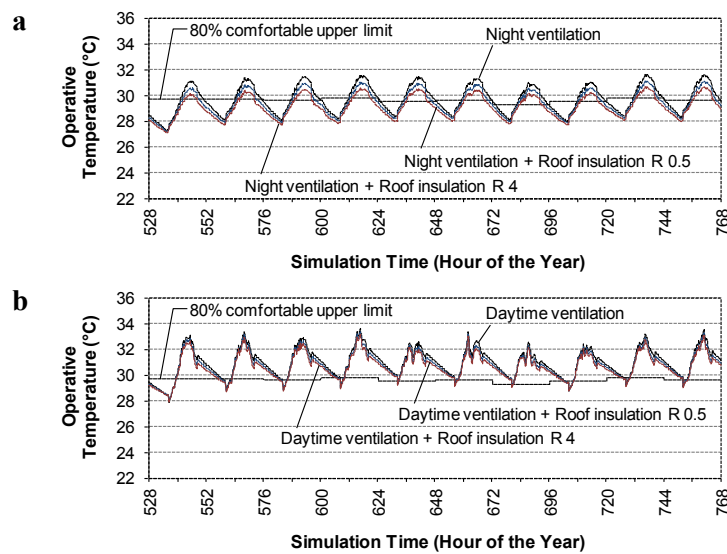 a
36
34
32
30
28
26
24
22
Operative
Temperature (°C)
80% comfortable upper limit
Night ventilation
Night ventilation + Roof insulation R 0.5
Night ventilation + Roof insulation R 4
528
552
576
600
624
648
672
696
720
744
768
Simulation Time (Hour of the Year)
b
36
34
32
30
28
26
24
22
Operative
Temperature (°C)
80% comfortable upper limit
Daytime ventilation
Daytime ventilation + Roof insulation R 0.5
Daytime ventilation + Roof insulation R 4
528
552
576
600
624
648
672
696
720
744
768
Simulation Time (Hour of the Year)